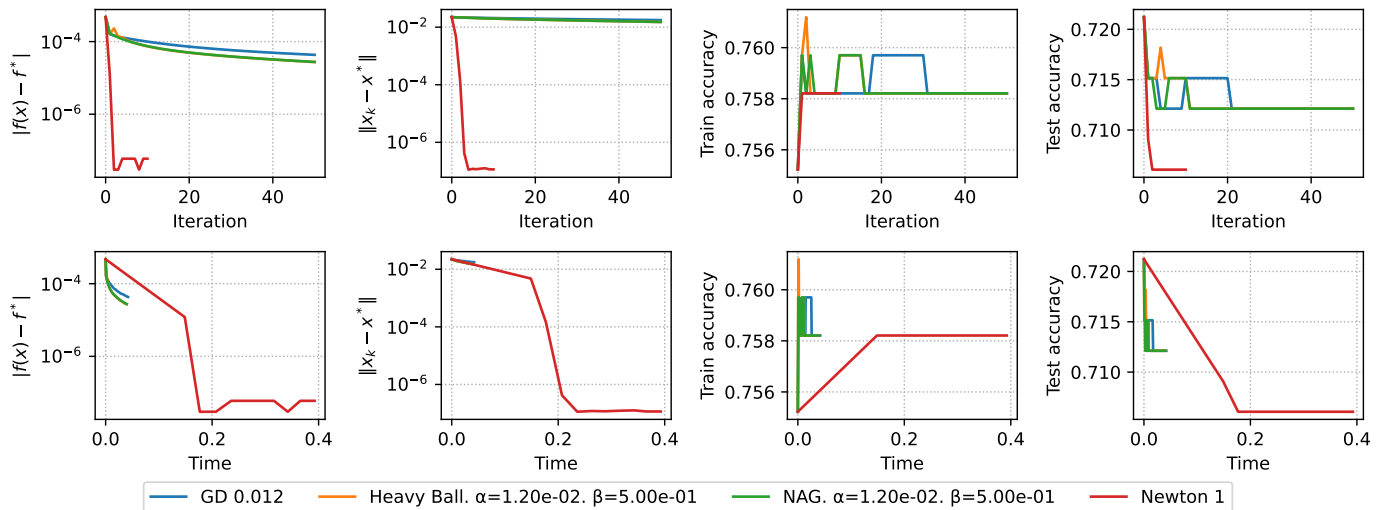 |f(x) − f*|
10⁻⁴
10⁻⁶
0 20 40
Iteration
‖x_k − x*‖
10⁻²
10⁻⁴
10⁻⁶
0 20 40
Iteration
Train accuracy
0.760
0.758
0.756
0 20 40
Iteration
Test accuracy
0.720
0.715
0.710
0 20 40
Iteration
|f(x) − f*|
10⁻⁴
10⁻⁶
0.0 0.2 0.4
Time
‖x_k − x*‖
10⁻²
10⁻⁴
10⁻⁶
0.0 0.2 0.4
Time
Train accuracy
0.760
0.758
0.756
0.0 0.2 0.4
Time
Test accuracy
0.720
0.715
0.710
0.0 0.2 0.4
Time
GD 0.012 Heavy Ball. α=1.20e-02. β=5.00e-01 NAG. α=1.20e-02. β=5.00e-01 Newton 1